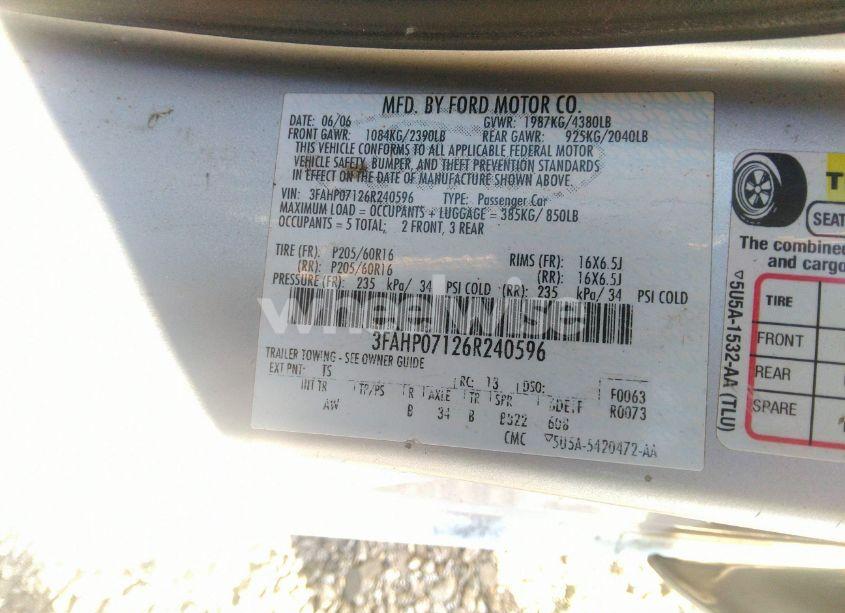 MFD. BY FORD MOTOR CO.
DATE: 06/06 GVWR: 1987KG/4380LB
FRONT GAWR: 1084KG/2390LB REAR GAWR: 925KG/2040LB
THIS VEHICLE CONFORMS TO ALL APPLICABLE FEDERAL MOTOR
VEHICLE SAFETY, BUMPER, AND THEFT PREVENTION STANDARDS
IN EFFECT ON THE DATE OF MANUFACTURE SHOWN ABOVE.
VIN: 3FAHP07126R240596 TYPE: Passenger Car
MAXIMUM LOAD = OCCUPANTS + LUGGAGE = 385KG/ 850LB
OCCUPANTS = 5 TOTAL; 2 FRONT, 3 REAR
TIRE (FR): P205/60R16 RIMS (FR): 16X6.5J
(RR): P205/60R16 (RR): 16X6.5J
PRESSURE (FR): 235 kPa/ 34 PSI COLD (RR): 235 kPa/ 34 PSI COLD
wheelwise
3FAHP07126R240596
TRAILER TOWING - SEE OWNER GUIDE
EXT PNT: TS RC: 13 DSO: F0063
INT TR TP/PS R AXLE TR SPR R0073
AW B 34 B 608
CMC ▽5U5A-5420472-AA
SEAT
The combined
and cargo
TIRE
FRONT
REAR
SPARE
▽5U5A-1532-AA (TLU)